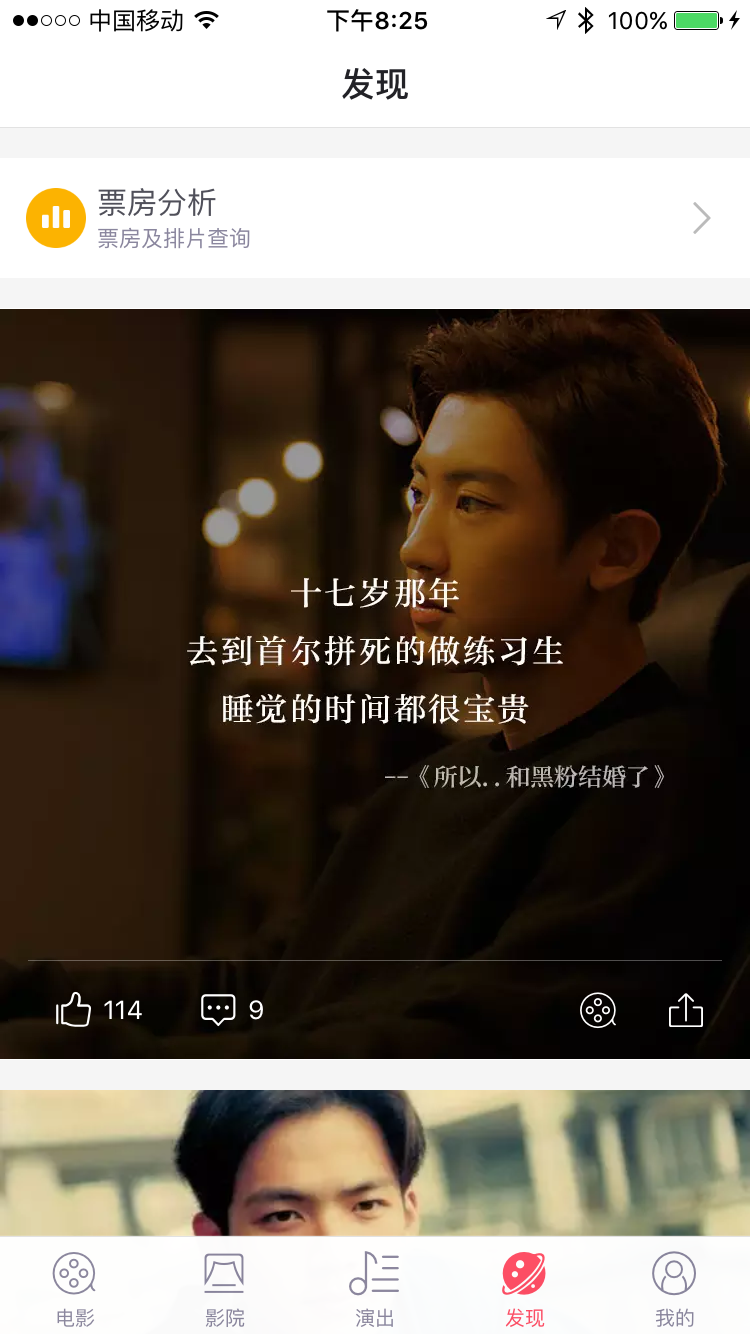 中国移动
下午8:25
100%
发现
票房分析
票房及排片查询
十七岁那年
去到首尔拼死的做练习生
睡觉的时间都很宝贵
--《所以..和黑粉结婚了》
114
9
电影
影院
演出
发现
我的